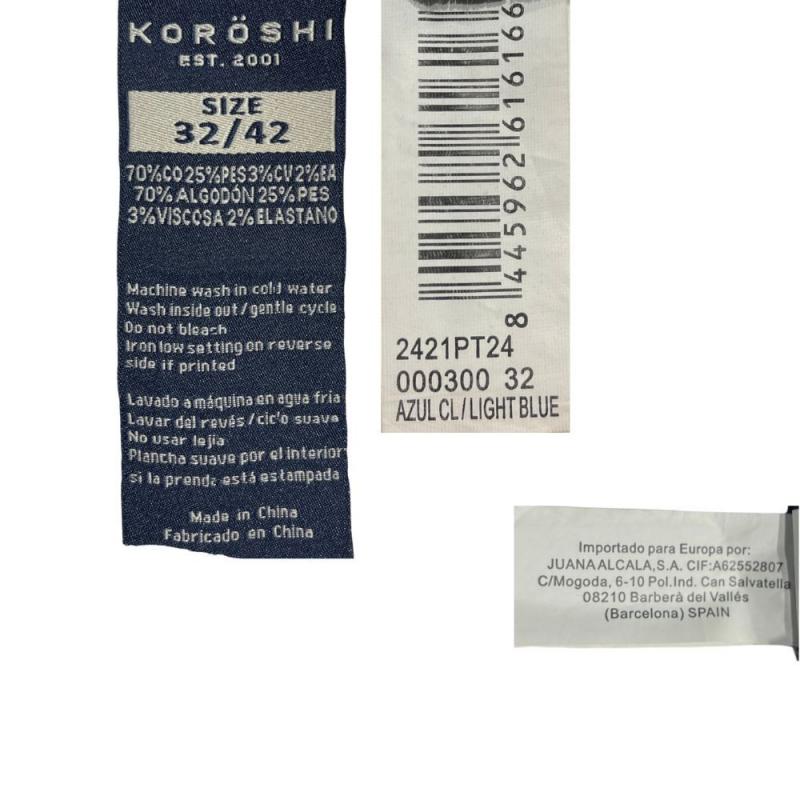 KORÖSHI
EST. 2001
SIZE
32/42
70%CO 25%PES 3%CV 2%EA
70% ALGODÓN 25% PES
3% VISCOSA 2% ELASTANO
Machine wash in cold water
Wash inside out / gentle cycle
Do not bleach
Iron low setting on reverse
side if printed
Lavado a máquina en agua fria
Lavar del revés / ciclo suave
No usar lejia
Plancha suave por el interior
si la prenda está estampada
Made in China
Fabricado en China
8 445962 616166
2421PT24
000300 32
AZUL CL/LIGHT BLUE
Importado para Europa por:
JUANA ALCALA, S.A. CIF:A62552807
C/Mogoda, 6-10 Pol.Ind. Can Salvatella
08210 Barberà del Vallés
(Barcelona) SPAIN